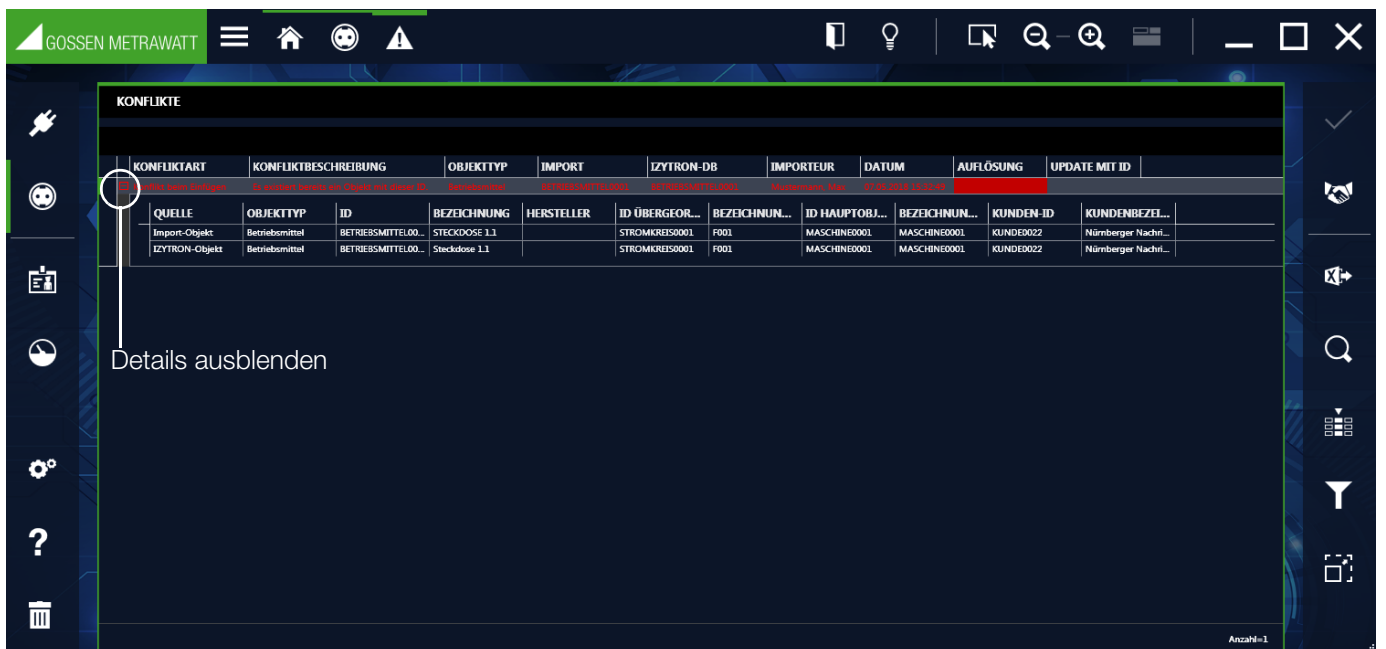 GOSSEN METRAWATT
KONFLIKTE
KONFLIKTART KONFLIKTBESCHREIBUNG OBJEKTTYP IMPORT IZYTRON-DB IMPORTEUR DATUM AUFLÖSUNG UPDATE MIT ID
QUELLE OBJEKTTYP ID BEZEICHNUNG HERSTELLER ID ÜBERGEOR... BEZEICHNUN... ID HAUPTOBJ... BEZEICHNUN... KUNDEN-ID KUNDENBEZEI...
Import-Objekt Betriebsmittel BETRIEBSMITTEL00... STECKDOSE 1.1 STROMKREIS0001 F001 MASCHINE0001 MASCHINE0001 KUNDE0022 Nürnberger Nachri...
IZYTRON-Objekt Betriebsmittel BETRIEBSMITTEL00... Steckdose 1.1 STROMKREIS0001 F001 MASCHINE0001 MASCHINE0001 KUNDE0022 Nürnberger Nachri...
Details ausblenden
Anzahl=1